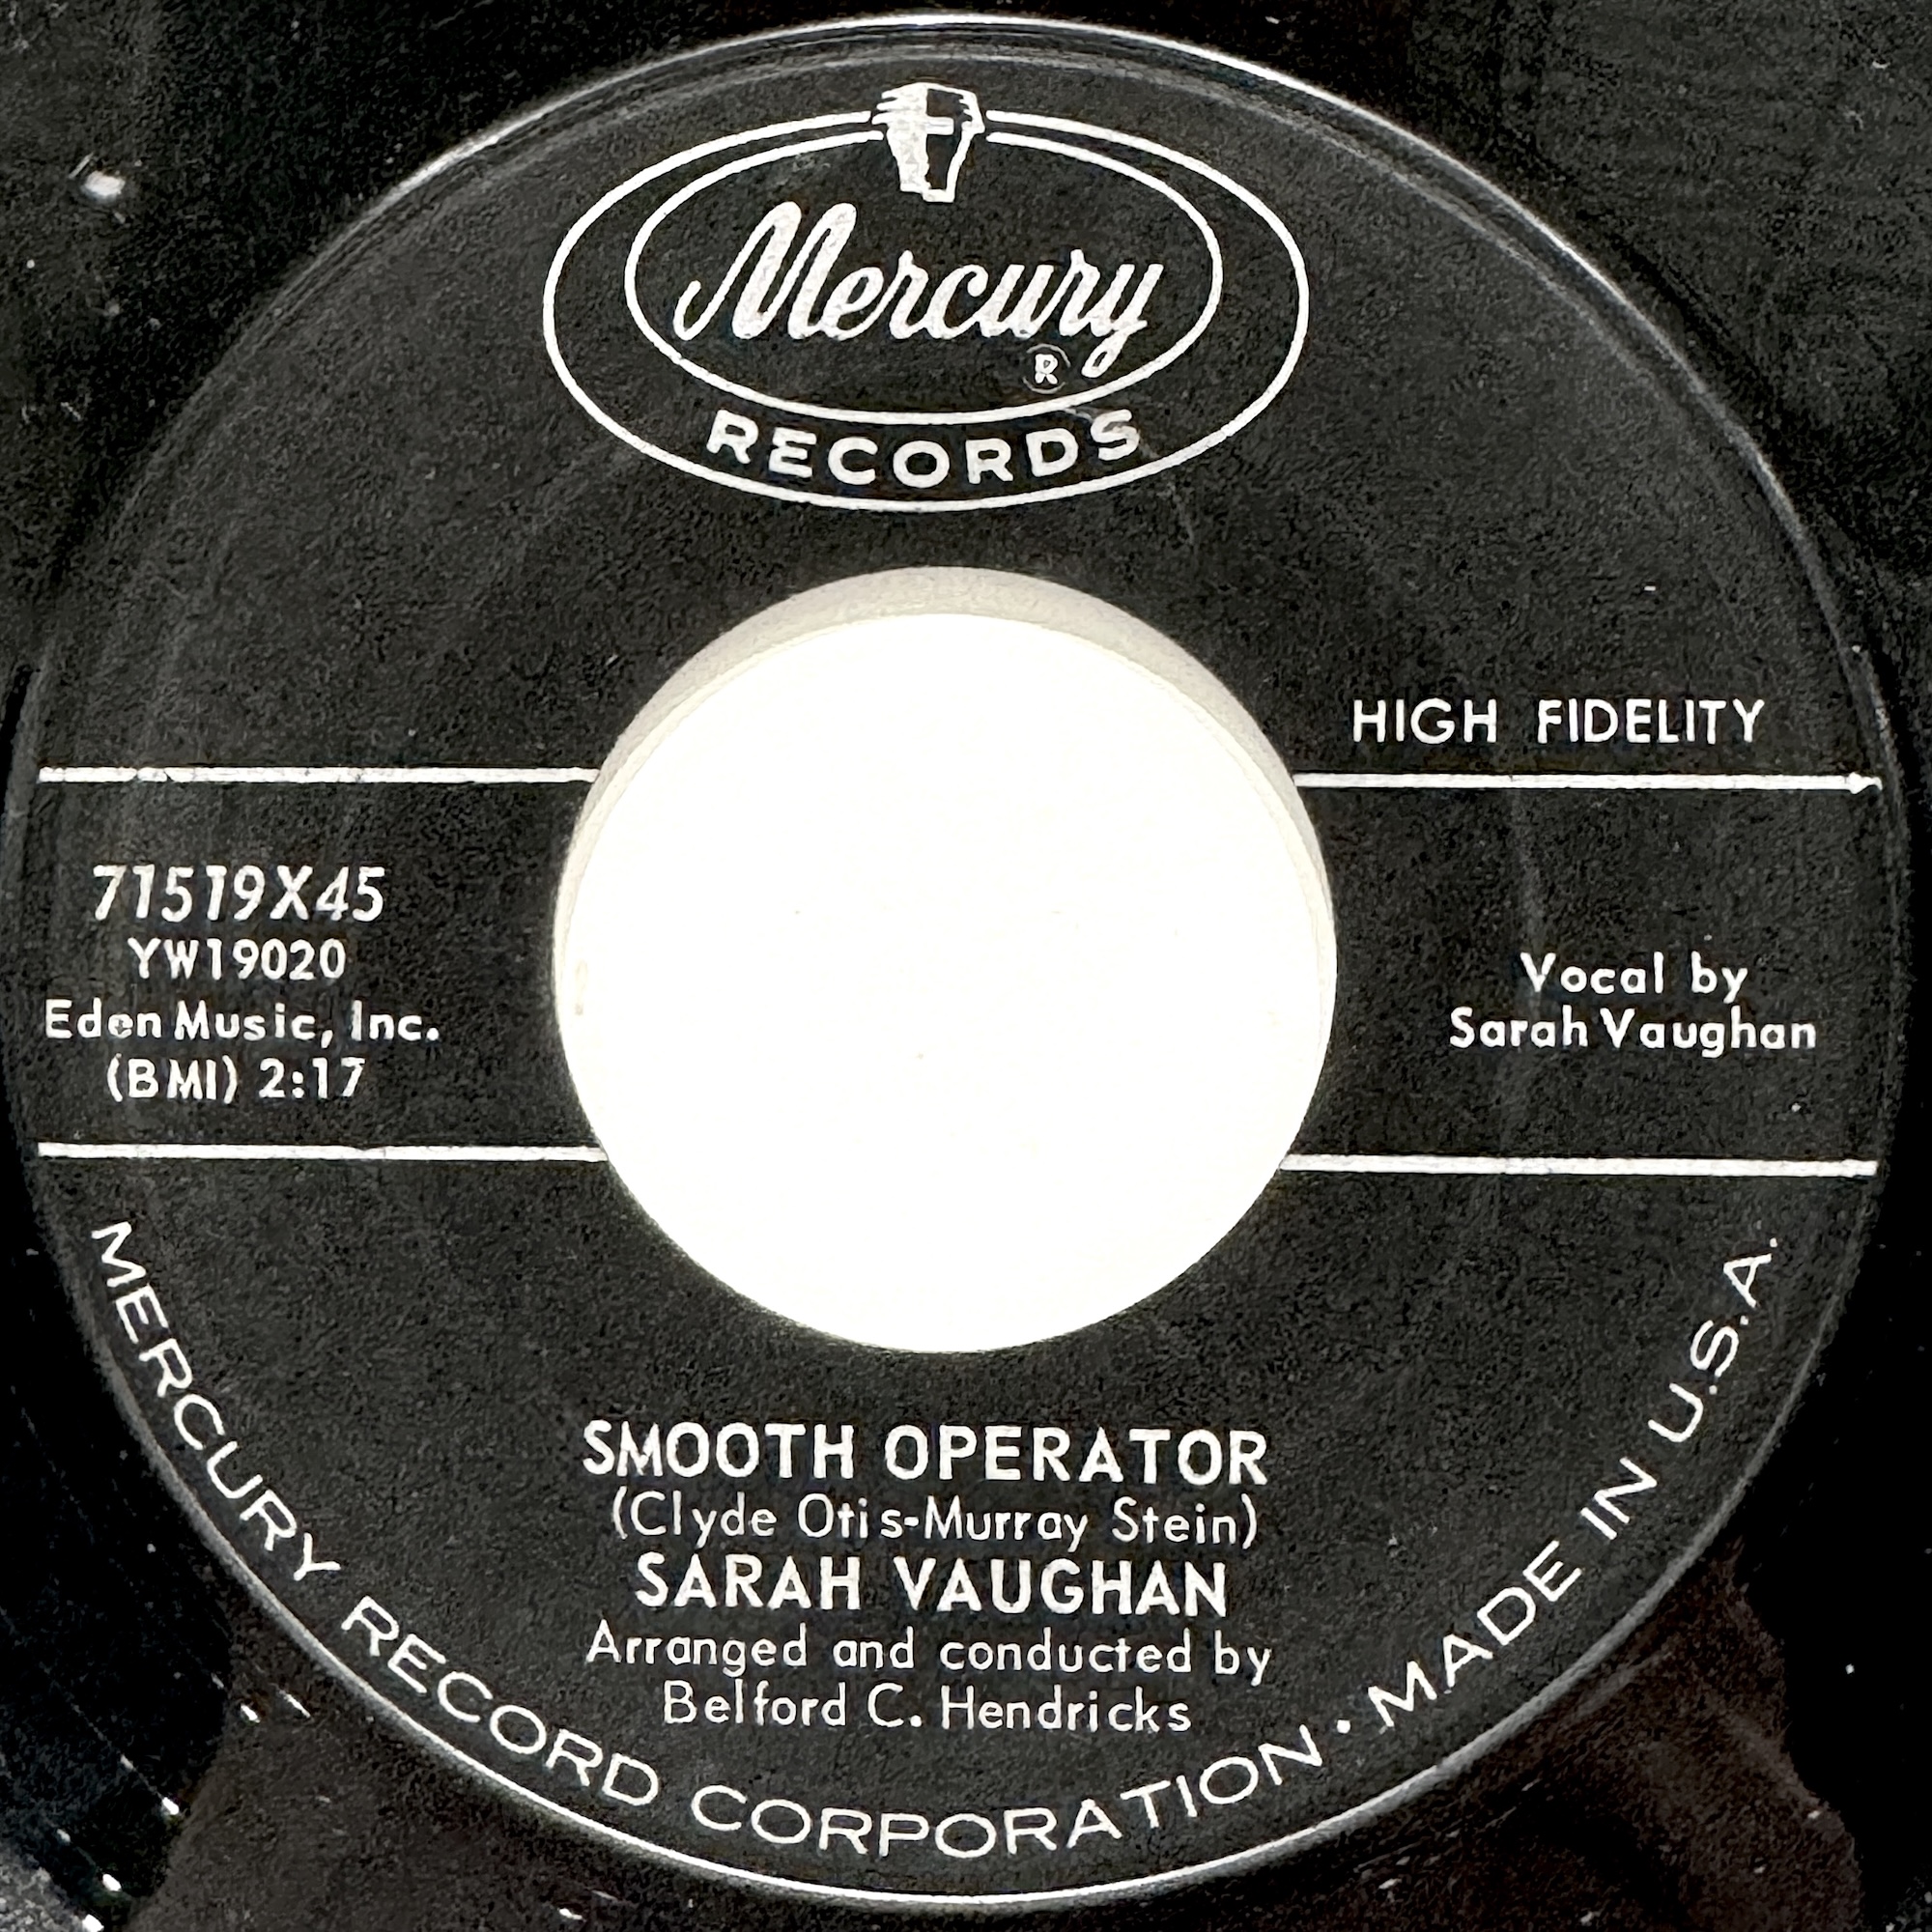 Mercury
®
RECORDS
HIGH FIDELITY
71519X45
YW19020
Eden Music, Inc.
(BMI) 2:17
Vocal by
Sarah Vaughan
SMOOTH OPERATOR
(Clyde Otis-Murray Stein)
SARAH VAUGHAN
Arranged and conducted by
Belford C. Hendricks
MERCURY RECORD CORPORATION • MADE IN U.S.A.